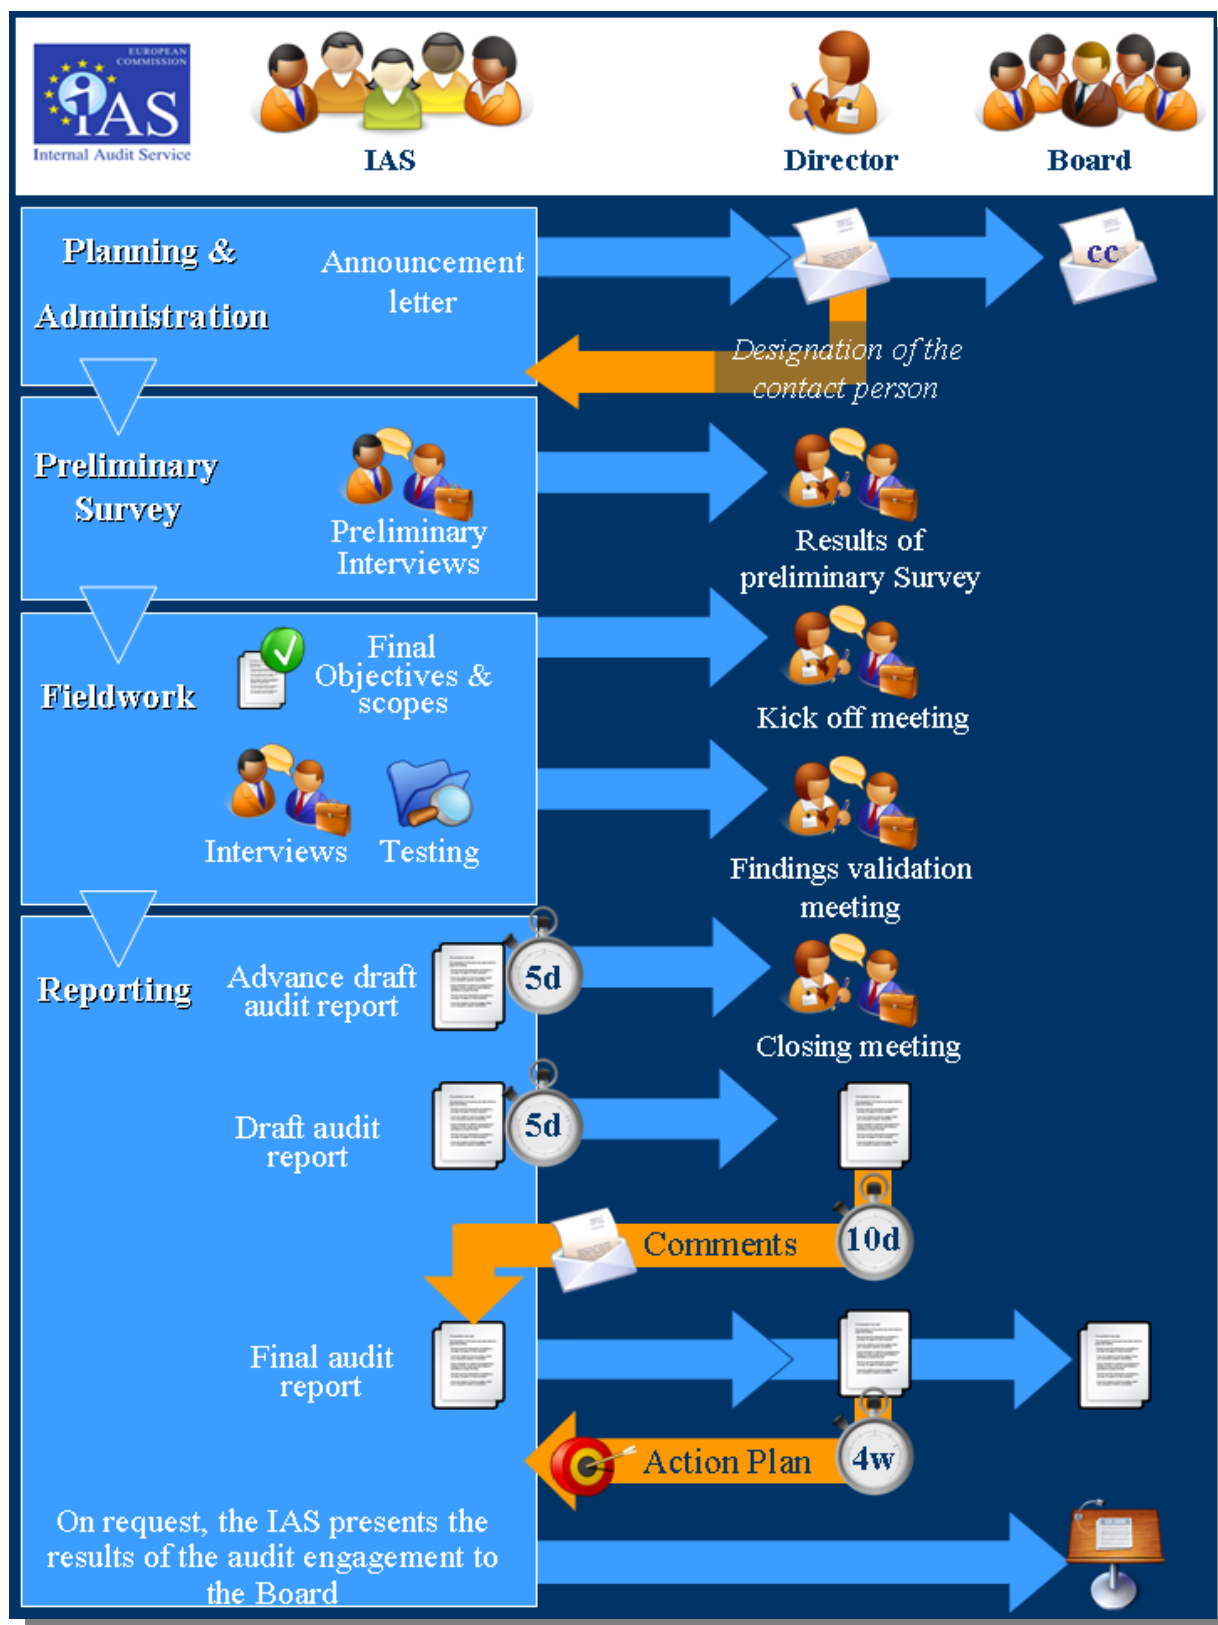 EUROPEAN
COMMISSION
iAS
Internal Audit Service
IAS
Director
Board
Planning &
Administration
Announcement
letter
cc
Designation of the
contact person
Preliminary
Survey
Preliminary
Interviews
Results of
preliminary Survey
Fieldwork
Final
Objectives &
scopes
Kick off meeting
Interviews
Testing
Findings validation
meeting
Reporting
Advance draft
audit report
5d
Closing meeting
Draft audit
report
5d
Comments
10d
Final audit
report
Action Plan
4w
On request, the IAS presents the
results of the audit engagement to
the Board